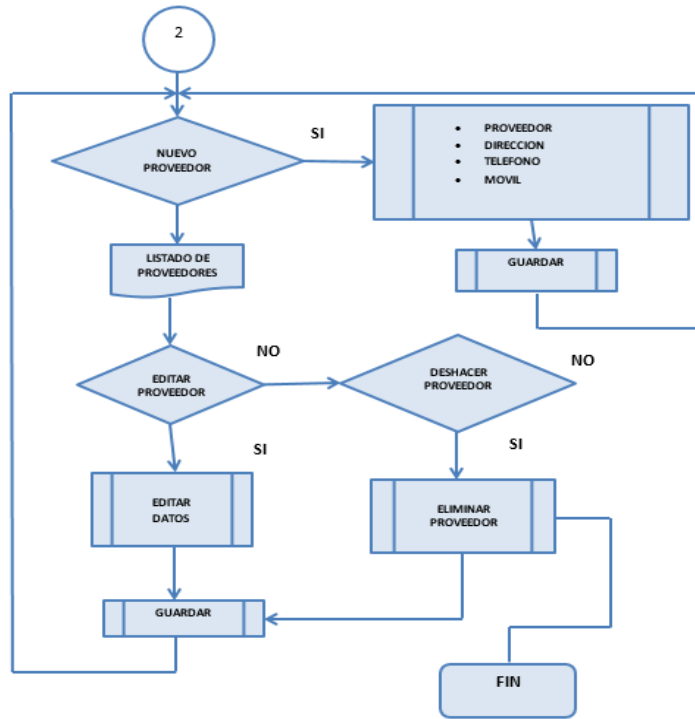 2
SI
NUEVO
PROVEEDOR
• PROVEEDOR
• DIRECCION
• TELEFONO
• MOVIL
LISTADO DE
PROVEEDORES
GUARDAR
NO
EDITAR
PROVEEDOR
DESHACER
PROVEEDOR
NO
SI
SI
EDITAR
DATOS
ELIMINAR
PROVEEDOR
GUARDAR
FIN